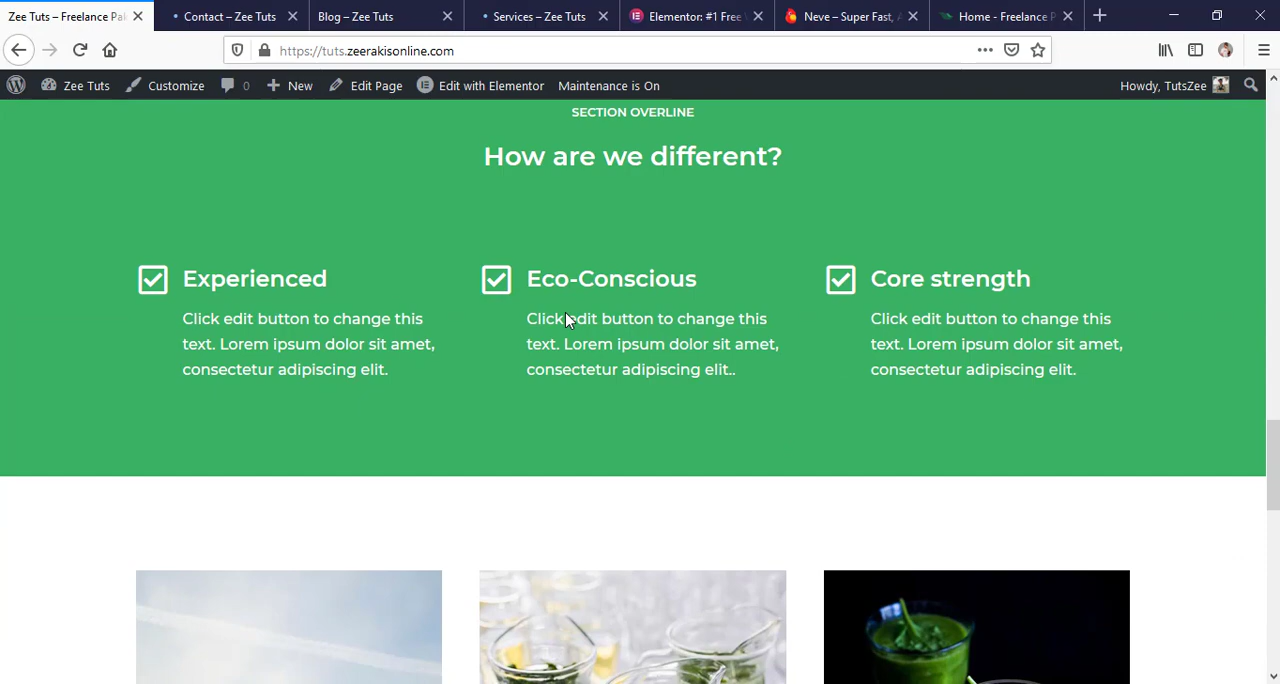 Zee Tuts – Freelance Pak
Contact – Zee Tuts
Blog – Zee Tuts
Services – Zee Tuts
Elementor: #1 Free
Neve – Super Fast,
Home - Freelance P
https://tuts.zeerakisonline.com
Zee Tuts
Customize
0
New
Edit Page
Edit with Elementor
Maintenance is On
Howdy, TutsZee
SECTION OVERLINE
How are we different?
Experienced
Click edit button to change this
text. Lorem ipsum dolor sit amet,
consectetur adipiscing elit.
Eco-Conscious
Click edit button to change this
text. Lorem ipsum dolor sit amet,
consectetur adipiscing elit..
Core strength
Click edit button to change this
text. Lorem ipsum dolor sit amet,
consectetur adipiscing elit.